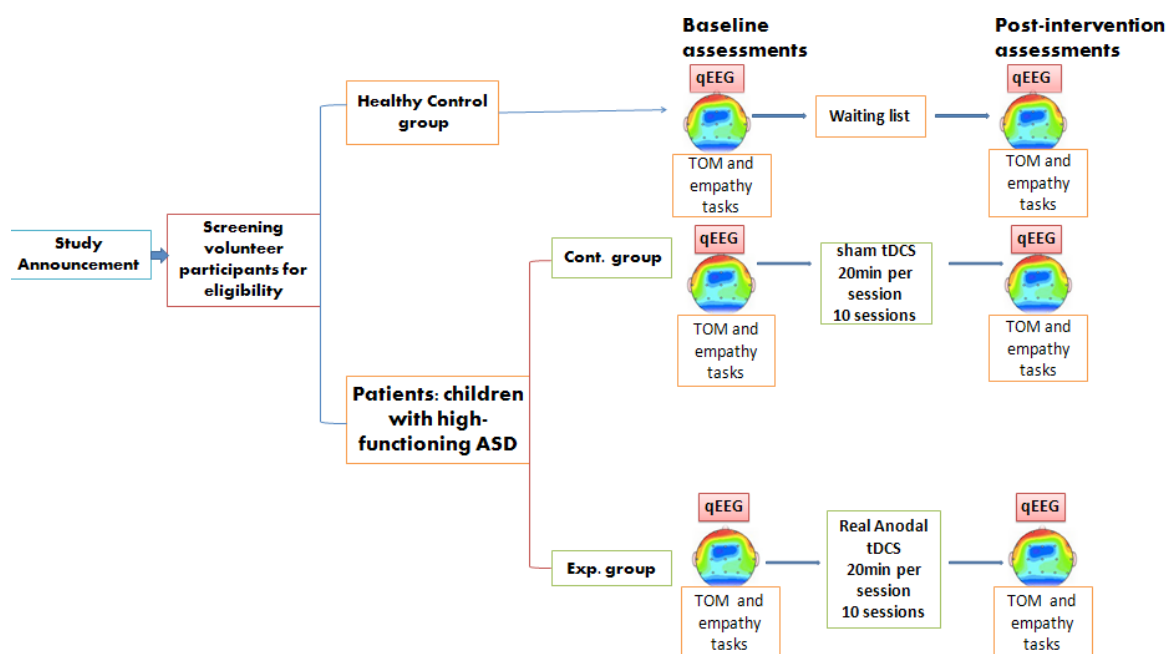 Baseline
assessments
Post-intervention
assessments
Study
Announcement
Screening
volunteer
participants for
eligibility
Healthy Control
group
qEEG
TOM and
empathy
tasks
Waiting list
qEEG
TOM and
empathy
tasks
Patients: children
with high-
functioning ASD
Cont. group
qEEG
TOM and
empathy
tasks
sham tDCS
20min per
session
10 sessions
qEEG
TOM and
empathy
tasks
Exp. group
qEEG
TOM and
empathy
tasks
Real Anodal
tDCS
20min per
session
10 sessions
qEEG
TOM and
empathy
tasks